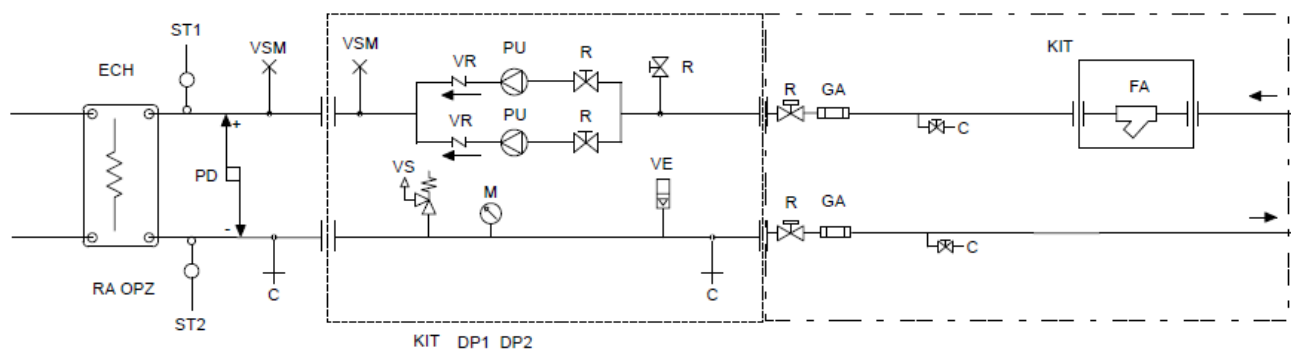 ST1
ECH
VSM
VSM
VR
PU
R
R
KIT
R
GA
FA
C
VR
PU
R
+
PD
-
VS
M
VE
R
GA
C
RA OPZ
ST2
C
C
KIT DP1 DP2